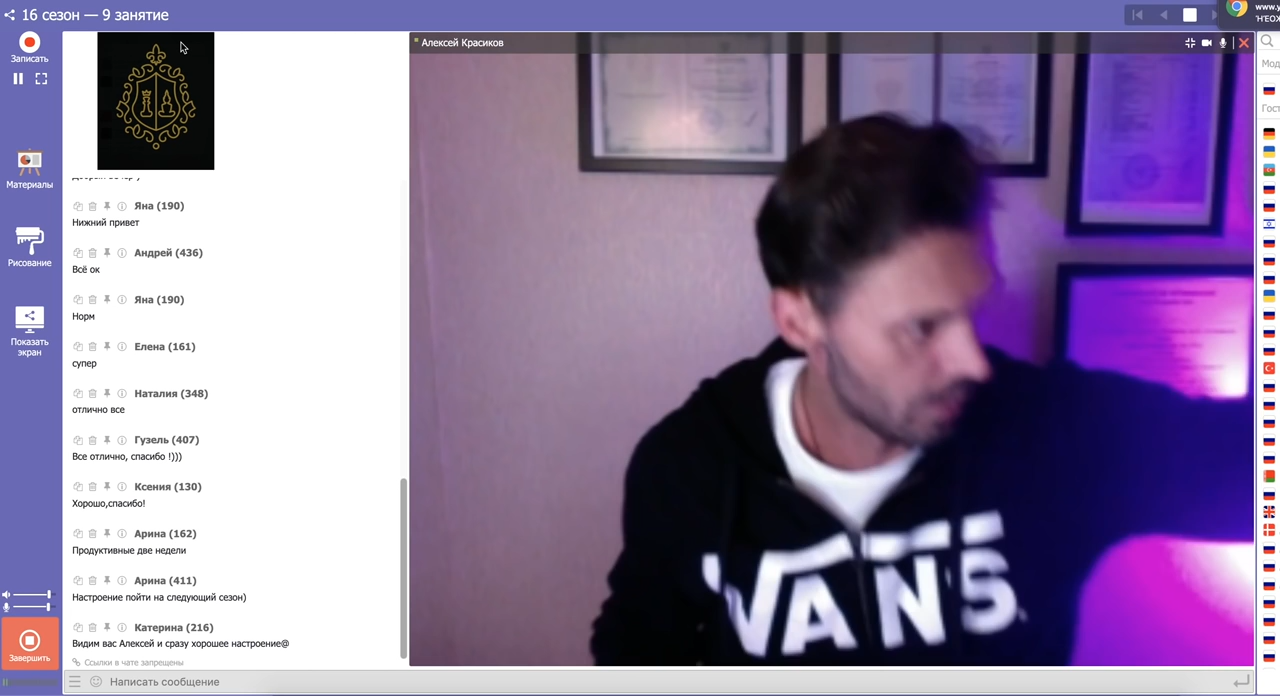 16 сезон — 9 занятие
www.y
Записать
Материалы
Рисование
Показать
экран
Завершить
Яна (190)
Нижний привет
Андрей (436)
Всё ок
Яна (190)
Норм
Елена (161)
супер
Наталия (348)
отлично все
Гузель (407)
Все отлично, спасибо !)))
Ксения (130)
Хорошо,спасибо!
Арина (162)
Продуктивные две недели
Арина (411)
Настроение пойти на следующий сезон)
Катерина (216)
Видим вас Алексей и сразу хорошее настроение@
Ссылки в чате запрещены
Написать сообщение
Алексей Красиков
VANS
Мод
Гост